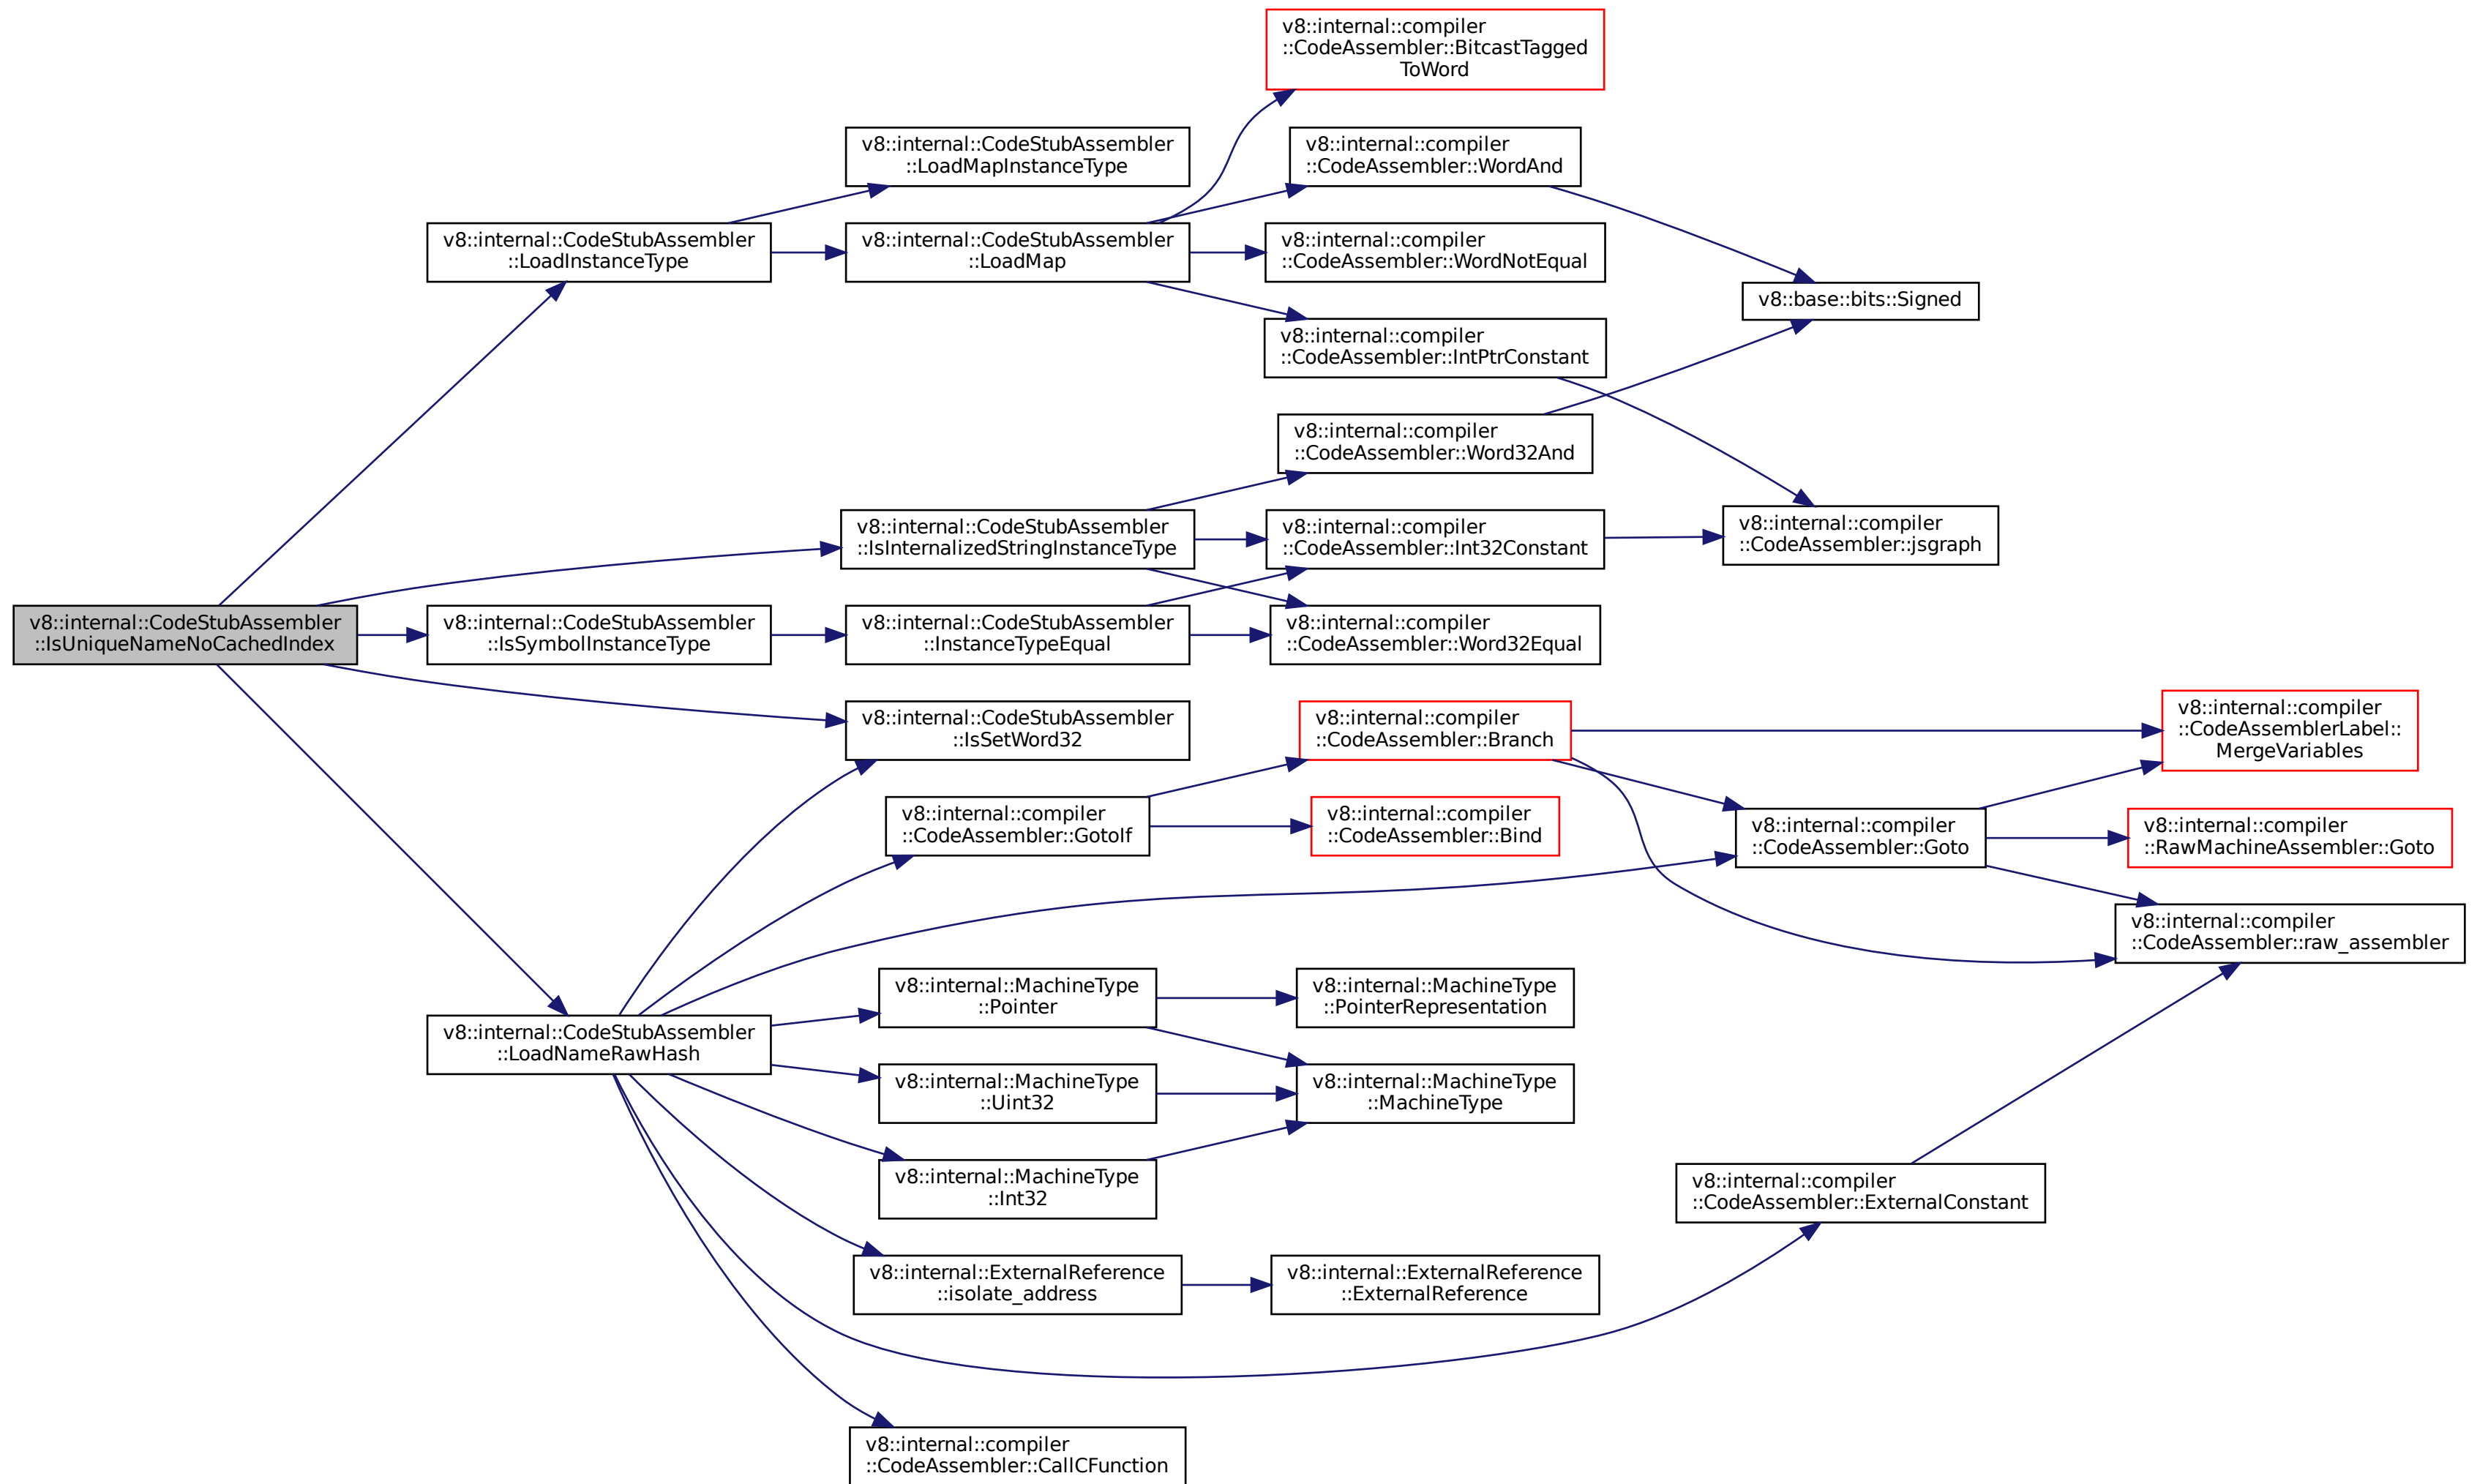 v8::internal::compiler
::CodeAssembler::BitcastTagged
ToWord
v8::internal::CodeStubAssembler
::LoadMapInstanceType
v8::internal::compiler
::CodeAssembler::WordAnd
v8::internal::CodeStubAssembler
::LoadInstanceType
v8::internal::CodeStubAssembler
::LoadMap
v8::internal::compiler
::CodeAssembler::WordNotEqual
v8::base::bits::Signed
v8::internal::compiler
::CodeAssembler::IntPtrConstant
v8::internal::compiler
::CodeAssembler::Word32And
v8::internal::CodeStubAssembler
::IsInternalizedStringInstanceType
v8::internal::compiler
::CodeAssembler::Int32Constant
v8::internal::compiler
::CodeAssembler::jsgraph
v8::internal::CodeStubAssembler
::IsUniqueNameNoCachedIndex
v8::internal::CodeStubAssembler
::IsSymbolInstanceType
v8::internal::CodeStubAssembler
::InstanceTypeEqual
v8::internal::compiler
::CodeAssembler::Word32Equal
v8::internal::CodeStubAssembler
::IsSetWord32
v8::internal::compiler
::CodeAssembler::Branch
v8::internal::compiler
::CodeAssemblerLabel::
MergeVariables
v8::internal::compiler
::CodeAssembler::GotoIf
v8::internal::compiler
::CodeAssembler::Bind
v8::internal::compiler
::CodeAssembler::Goto
v8::internal::compiler
::RawMachineAssembler::Goto
v8::internal::compiler
::CodeAssembler::raw_assembler
v8::internal::CodeStubAssembler
::LoadNameRawHash
v8::internal::MachineType
::Pointer
v8::internal::MachineType
::PointerRepresentation
v8::internal::MachineType
::Uint32
v8::internal::MachineType
::MachineType
v8::internal::MachineType
::Int32
v8::internal::compiler
::CodeAssembler::ExternalConstant
v8::internal::ExternalReference
::isolate_address
v8::internal::ExternalReference
::ExternalReference
v8::internal::compiler
::CodeAssembler::CallCFunction